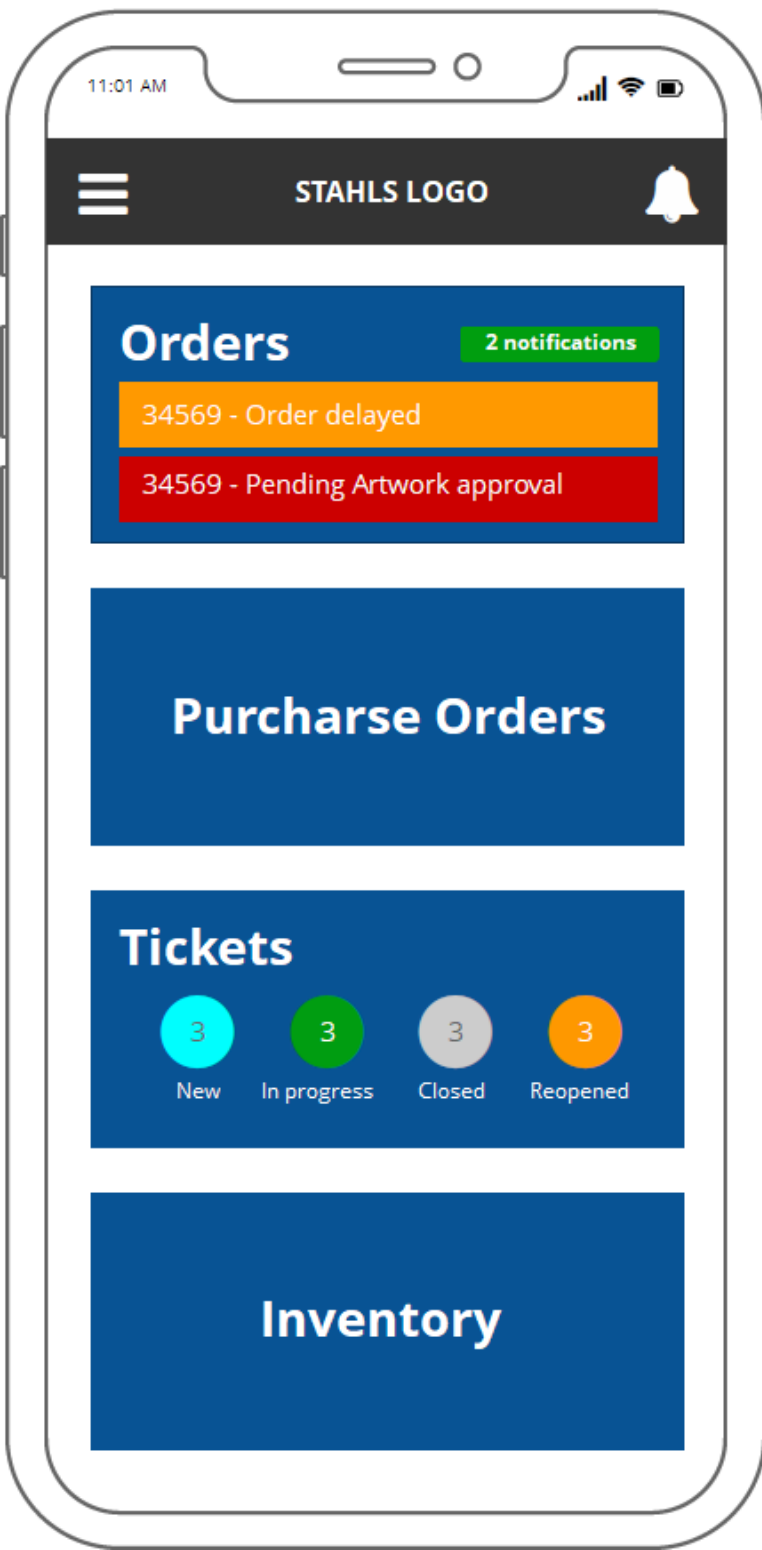 11:01 AM
STAHLS LOGO
Orders
2 notifications
34569 - Order delayed
34569 - Pending Artwork approval
Purcharse Orders
Tickets
3 3 3 3
New In progress Closed Reopened
Inventory